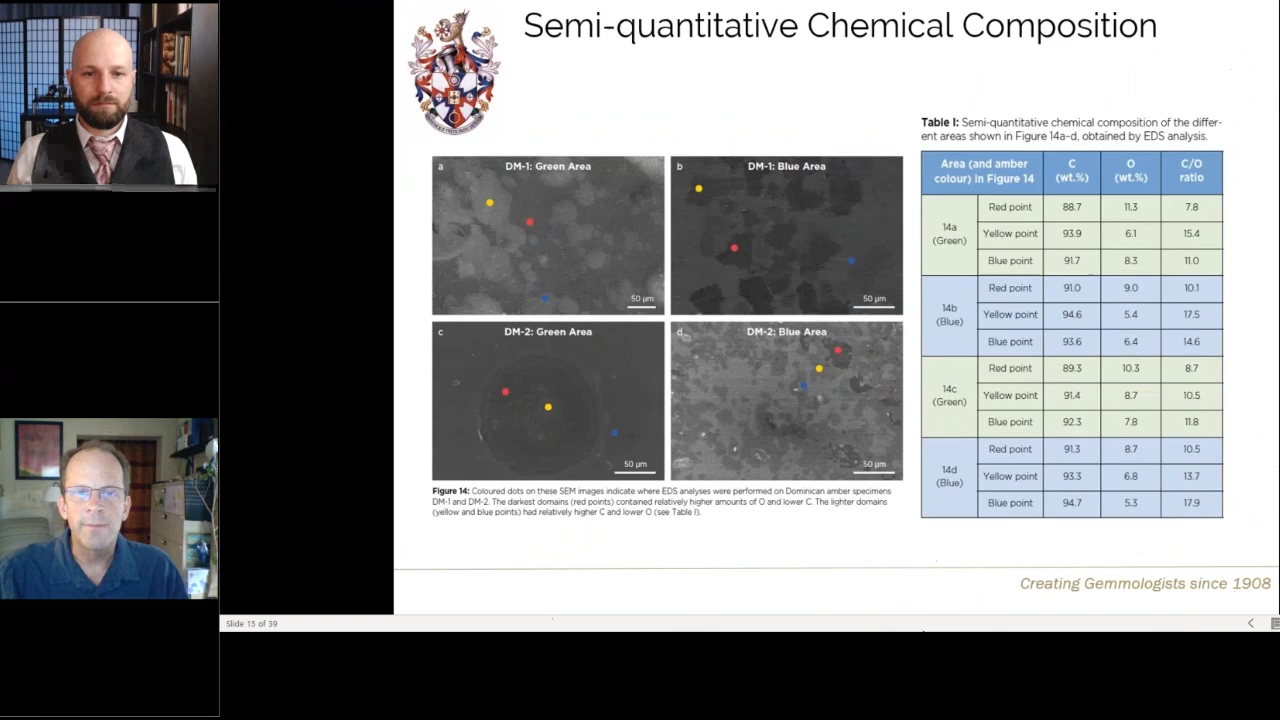 Semi-quantitative Chemical Composition
Table I: Semi-quantitative chemical composition of the differ-
ent areas shown in Figure 14a-d, obtained by EDS analysis.
a DM-1: Green Area
50 µm
b DM-1: Blue Area
50 µm
c DM-2: Green Area
50 µm
d DM-2: Blue Area
50 µm
Figure 14: Coloured dots on these SEM images indicate where EDS analyses were performed on Dominican amber specimens
DM-1 and DM-2. The darkest domains (red points) contained relatively higher amounts of O and lower C. The lighter domains
(yellow and blue points) had relatively higher C and lower O (see Table I).
Area (and amber colour) in Figure 14 C (wt.%) O (wt.%) C/O ratio
14a (Green)
Red point 88.7 11.3 7.8
Yellow point 93.9 6.1 15.4
Blue point 91.7 8.3 11.0
14b (Blue)
Red point 91.0 9.0 10.1
Yellow point 94.6 5.4 17.5
Blue point 93.6 6.4 14.6
14c (Green)
Red point 89.3 10.3 8.7
Yellow point 91.4 8.7 10.5
Blue point 92.3 7.8 11.8
14d (Blue)
Red point 91.3 8.7 10.5
Yellow point 93.3 6.8 13.7
Blue point 94.7 5.3 17.9
Creating Gemmologists since 1908
Slide 15 of 39